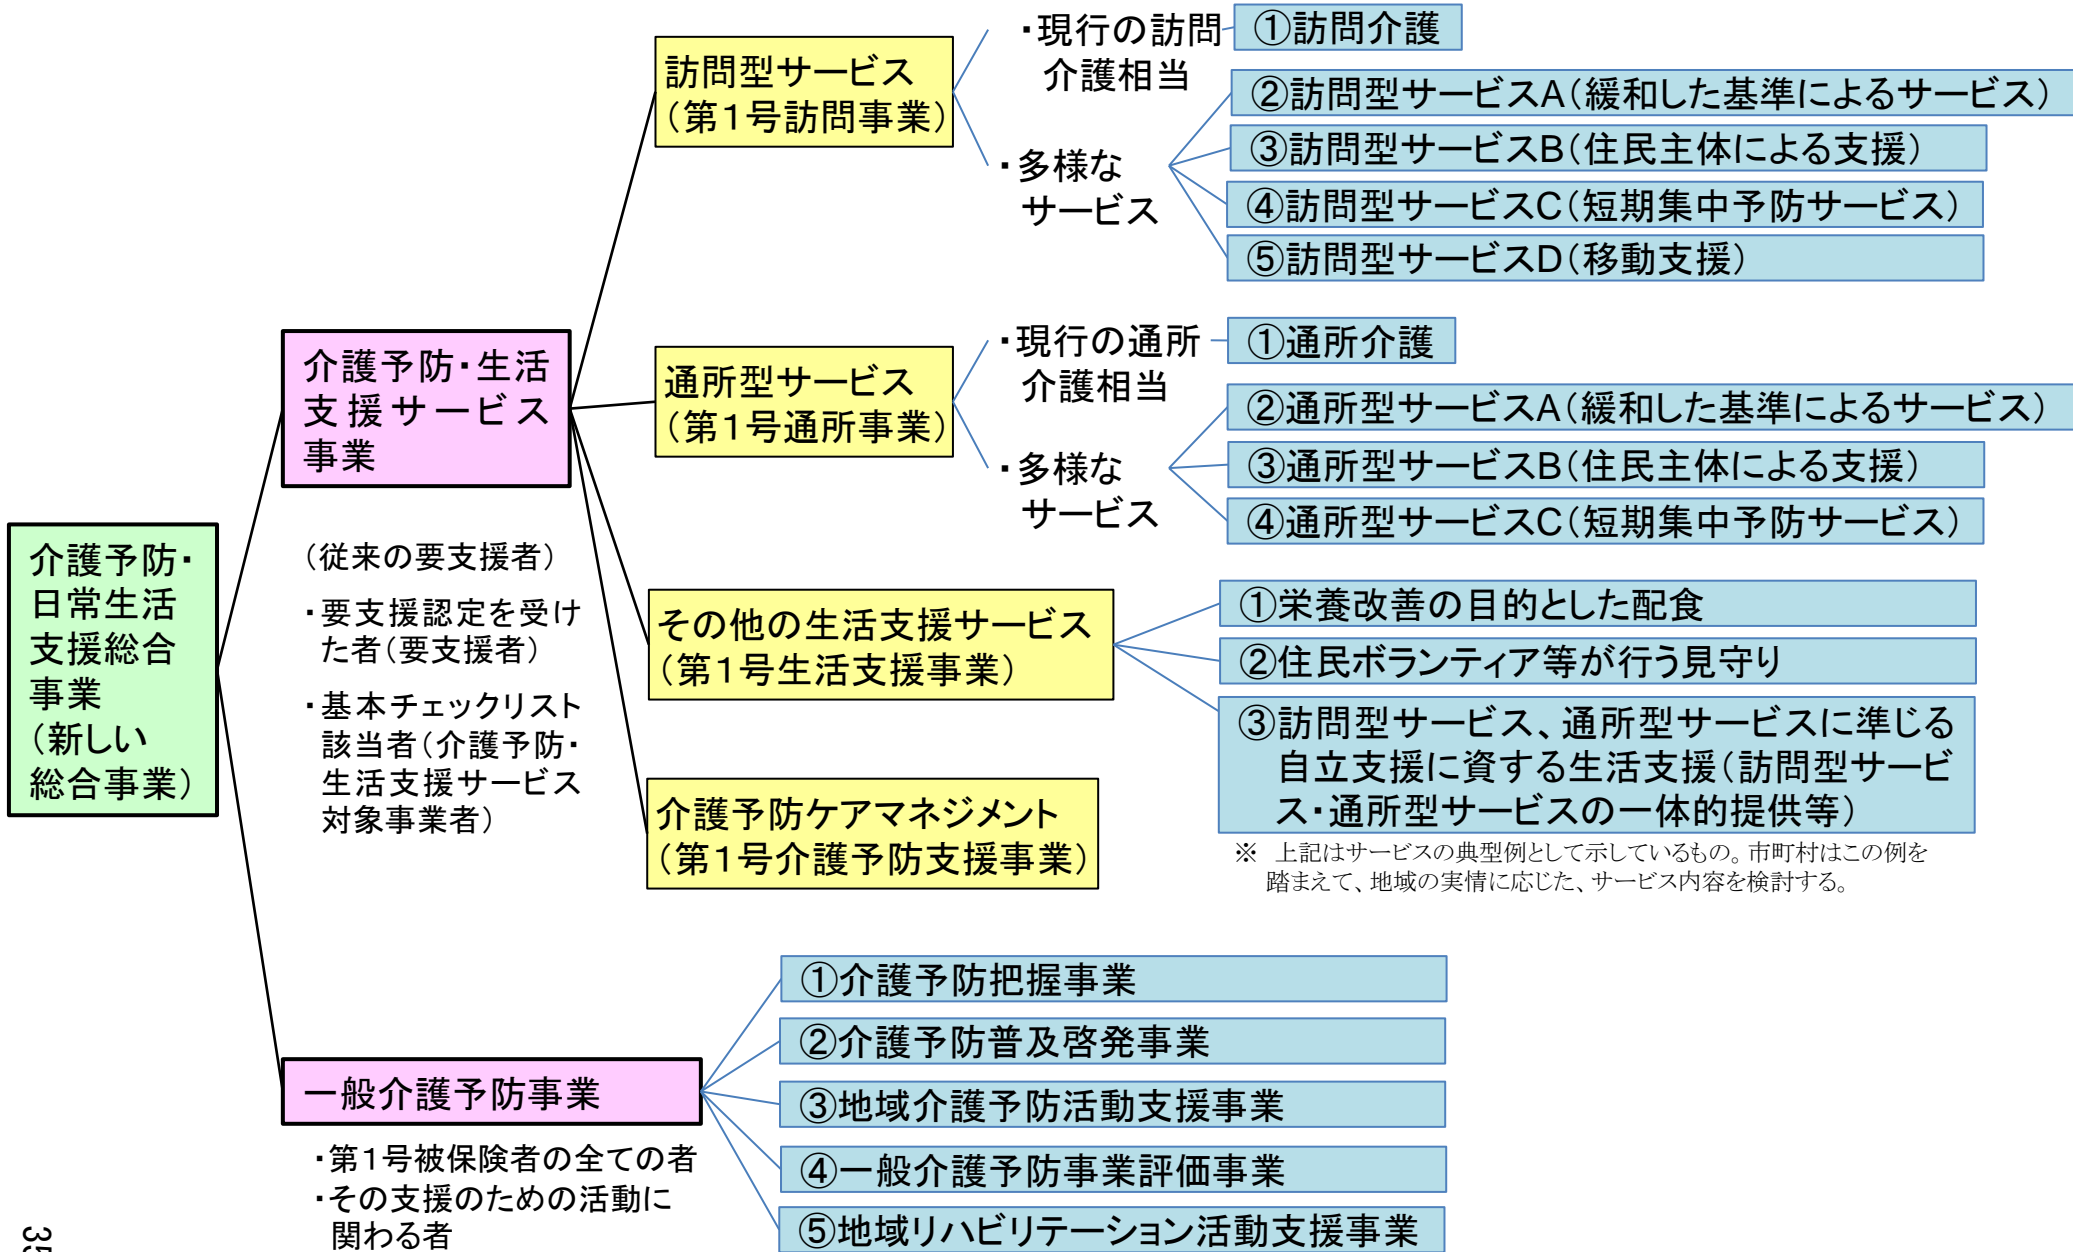 介護予防・
日常生活
支援総合
事業
（新しい
総合事業）
介護予防・生活
支援サービス
事業
（従来の要支援者）
・要支援認定を受け
た者（要支援者）
・基本チェックリスト
該当者（介護予防・
生活支援サービス
対象事業者）
訪問型サービス
（第１号訪問事業）
・現行の訪問
介護相当
①訪問介護
・多様な
サービス
②訪問型サービスA（緩和した基準によるサービス）
③訪問型サービスB（住民主体による支援）
④訪問型サービスC（短期集中予防サービス）
⑤訪問型サービスD（移動支援）
通所型サービス
（第１号通所事業）
・現行の通所
介護相当
①通所介護
・多様な
サービス
②通所型サービスA（緩和した基準によるサービス）
③通所型サービスB（住民主体による支援）
④通所型サービスC（短期集中予防サービス）
その他の生活支援サービス
（第１号生活支援事業）
①栄養改善の目的とした配食
②住民ボランティア等が行う見守り
③訪問型サービス、通所型サービスに準じる
自立支援に資する生活支援（訪問型サービ
ス・通所型サービスの一体的提供等）
※　上記はサービスの典型例として示しているもの。市町村はこの例を
踏まえて、地域の実情に応じた、サービス内容を検討する。
介護予防ケアマネジメント
（第１号介護予防支援事業）
一般介護予防事業
・第１号被保険者の全ての者
・その支援のための活動に
関わる者
①介護予防把握事業
②介護予防普及啓発事業
③地域介護予防活動支援事業
④一般介護予防事業評価事業
⑤地域リハビリテーション活動支援事業
35